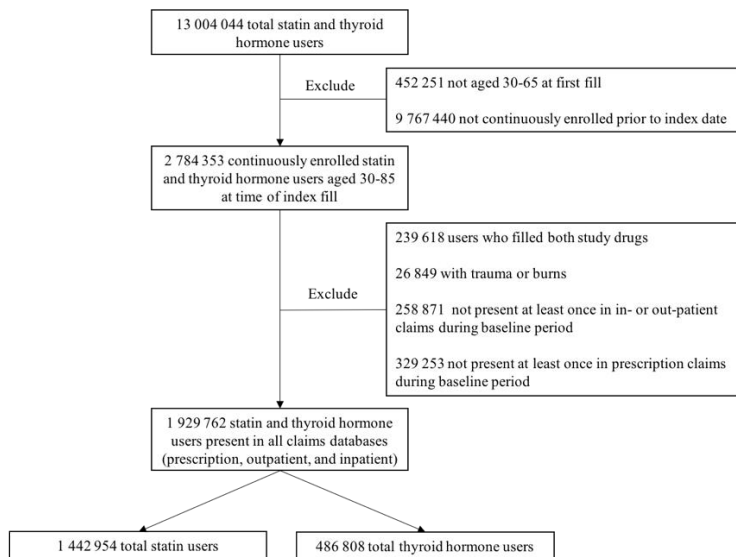 13 004 044 total statin and thyroid
hormone users
Exclude
452 251 not aged 30-65 at first fill
9 767 440 not continuously enrolled prior to index date
2 784 353 continuously enrolled statin
and thyroid hormone users aged 30-85
at time of index fill
Exclude
239 618 users who filled both study drugs
26 849 with trauma or burns
258 871 not present at least once in in- or out-patient
claims during baseline period
329 253 not present at least once in prescription claims
during baseline period
1 929 762 statin and thyroid hormone
users present in all claims databases
(prescription, outpatient, and inpatient)
1 442 954 total statin users
486 808 total thyroid hormone users